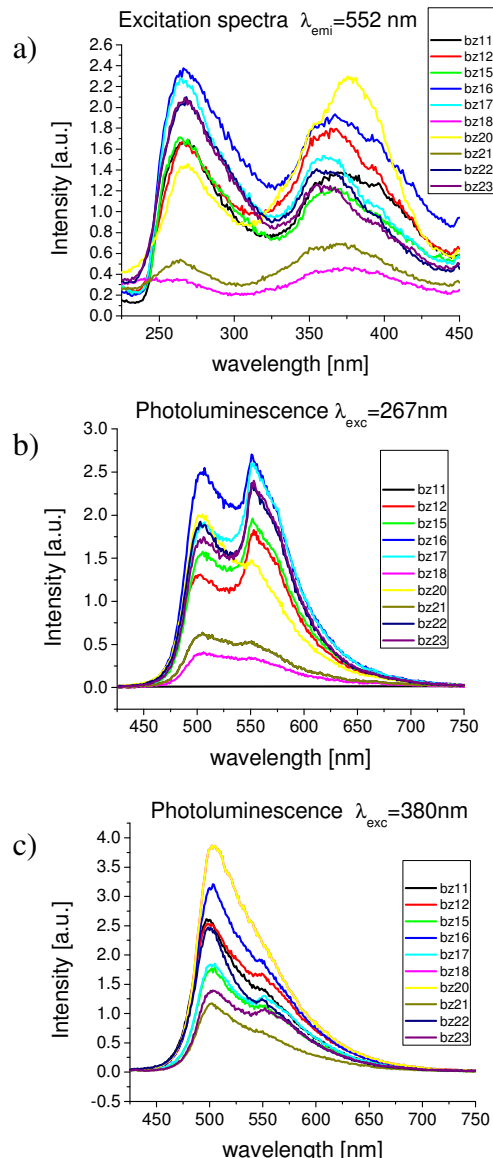 a)
Excitation spectra λemi=552 nm
Intensity [a.u.]
2.6
2.4
2.2
2.0
1.8
1.6
1.4
1.2
1.0
0.8
0.6
0.4
0.2
0.0
250 300 350 400 450
wavelength [nm]
bz11
bz12
bz15
bz16
bz17
bz18
bz20
bz21
bz22
bz23
b)
Photoluminescence λexc=267nm
Intensity [a.u.]
3.0
2.5
2.0
1.5
1.0
0.5
0.0
450 500 550 600 650 700 750
wavelength [nm]
bz11
bz12
bz15
bz16
bz17
bz18
bz20
bz21
bz22
bz23
c)
Photoluminescence λexc=380nm
Intensity [a.u.]
4.0
3.5
3.0
2.5
2.0
1.5
1.0
0.5
0.0
-0.5
450 500 550 600 650 700 750
wavelength [nm]
bz11
bz12
bz15
bz16
bz17
bz18
bz20
bz21
bz22
bz23